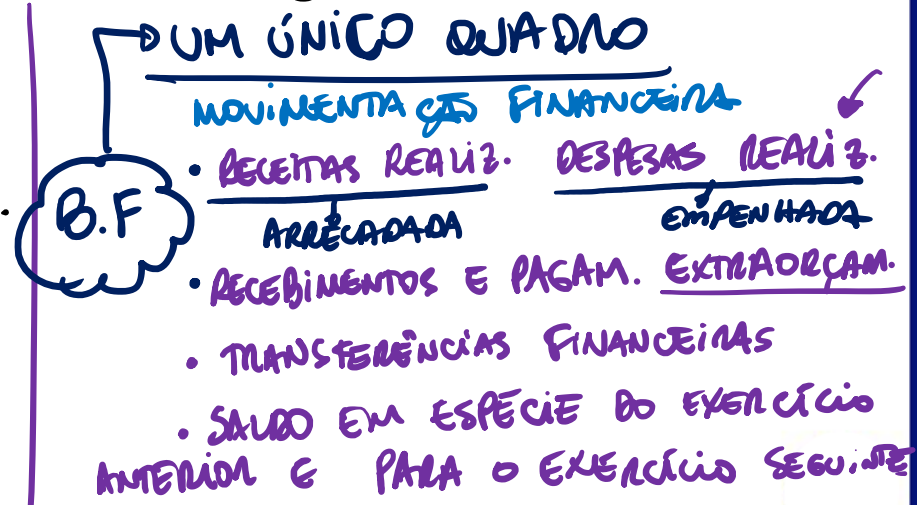 UM ÚNICO QUADRO
MOVIMENTAÇÃO FINANCEIRA
• RECEITAS REALIZ. DESPESAS REALIZ.
B.F
ARRECADADA EMPENHADA
• RECEBIMENTOS E PAGAM. EXTRAORÇAM.
• TRANSFERÊNCIAS FINANCEIRAS
• SALDO EM ESPÉCIE DO EXERCÍCIO
ANTERIOR E PARA O EXERCÍCIO SEGUINTE